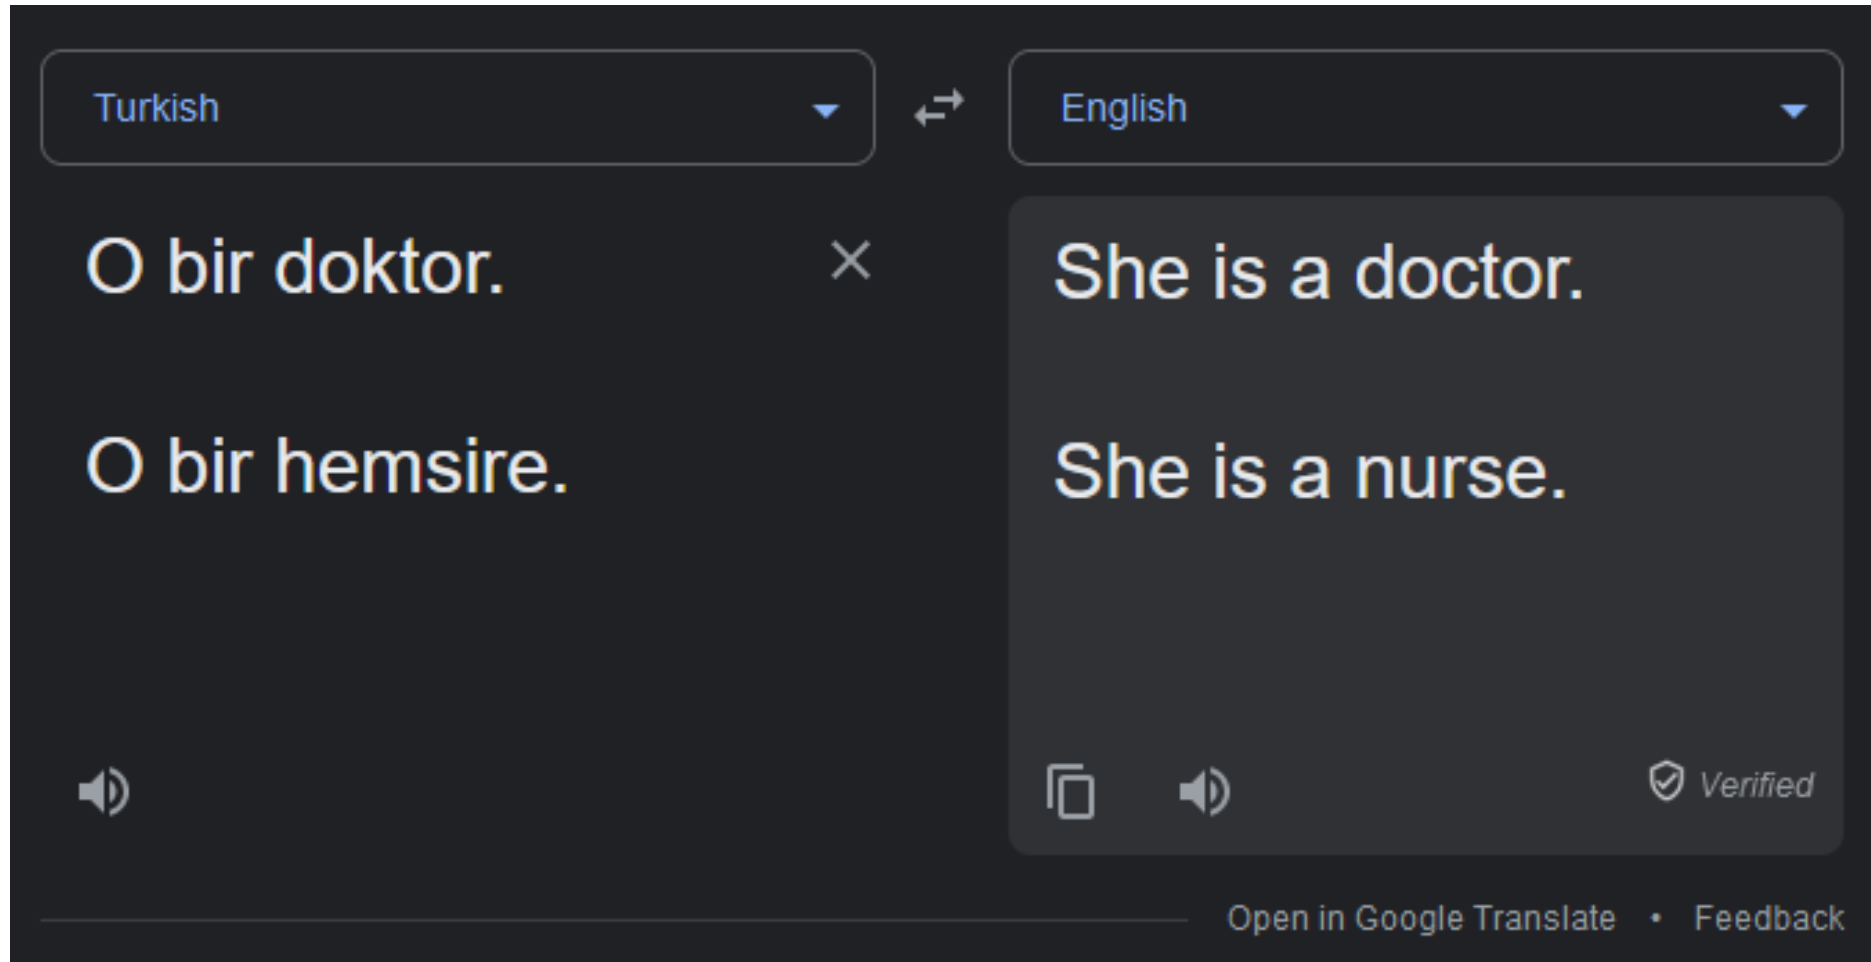 Turkish
English
O bir doktor.
O bir hemsire.
She is a doctor.
She is a nurse.
Verified
Open in Google Translate • Feedback